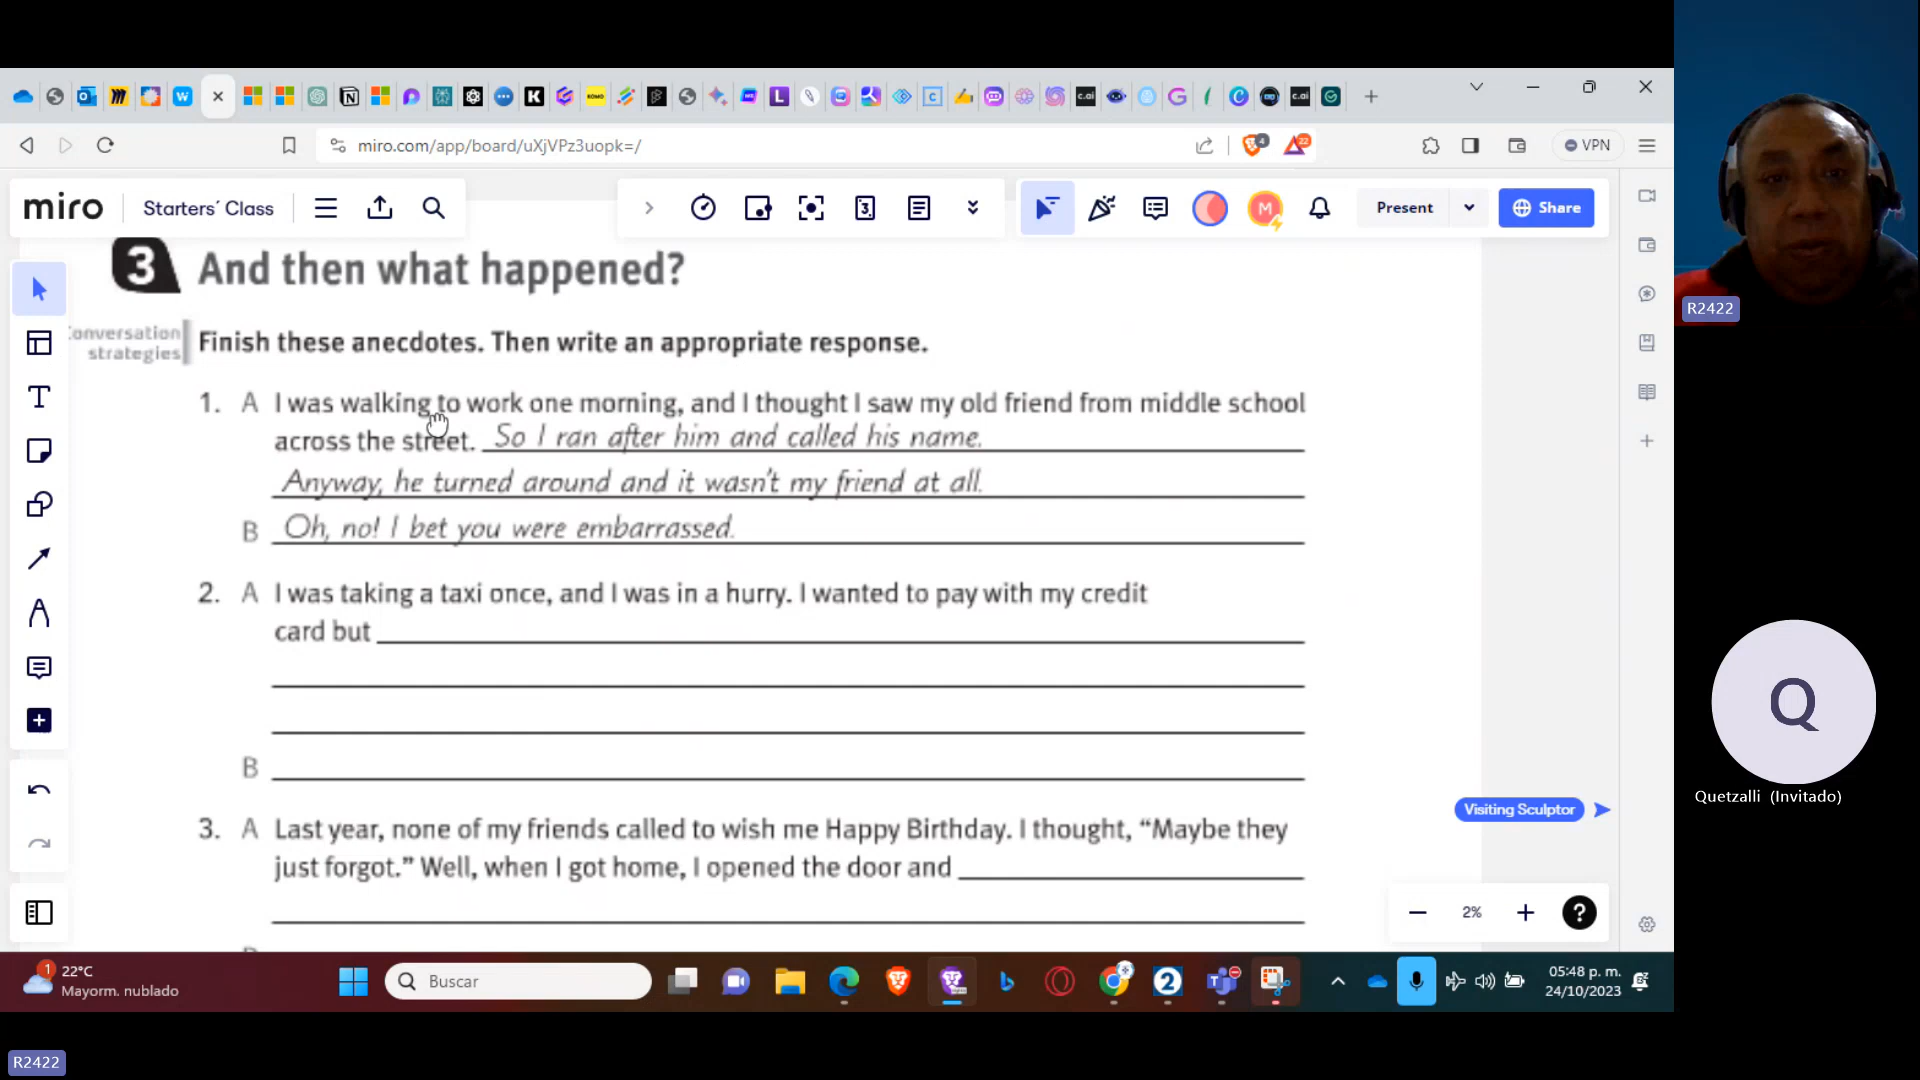 miro.com/app/board/uXjVPz3uopk=/
VPN
miro
Starters´ Class
3
M
Present
Share
R2422
3 And then what happened?
onversation
strategies
Finish these anecdotes. Then write an appropriate response.
1. A I was walking to work one morning, and I thought I saw my old friend from middle school
across the street. So I ran after him and called his name.
Anyway, he turned around and it wasn't my friend at all.
B Oh, no! I bet you were embarrassed.
2. A I was taking a taxi once, and I was in a hurry. I wanted to pay with my credit
card but
B
3. A Last year, none of my friends called to wish me Happy Birthday. I thought, “Maybe they
just forgot.” Well, when I got home, I opened the door and
Q
Quetzalli (Invitado)
Visiting Sculptor
2%
?
1
22°C
Mayorm. nublado
Buscar
2
05:48 p. m.
24/10/2023
R2422